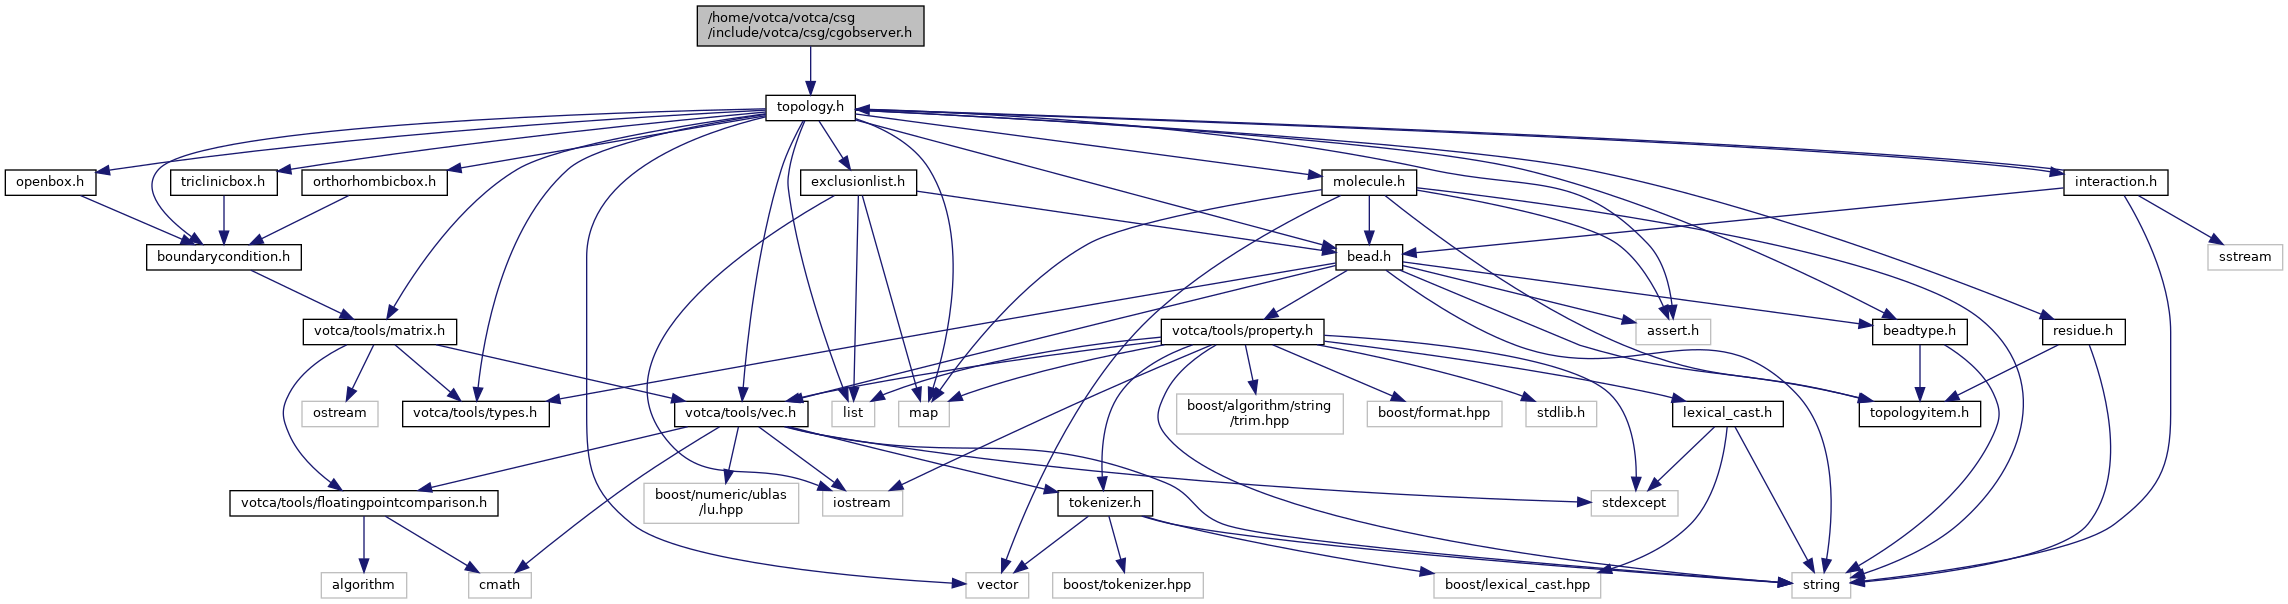 /home/votca/votca/csg
/include/votca/csg/cgobserver.h
topology.h
openbox.h
triclinicbox.h
orthorhombicbox.h
exclusionlist.h
molecule.h
interaction.h
boundarycondition.h
bead.h
sstream
votca/tools/matrix.h
votca/tools/property.h
assert.h
beadtype.h
residue.h
ostream
votca/tools/types.h
votca/tools/vec.h
list
map
boost/algorithm/string
/trim.hpp
boost/format.hpp
stdlib.h
lexical_cast.h
topologyitem.h
votca/tools/floatingpointcomparison.h
boost/numeric/ublas
/lu.hpp
iostream
tokenizer.h
stdexcept
algorithm
cmath
vector
boost/tokenizer.hpp
boost/lexical_cast.hpp
string